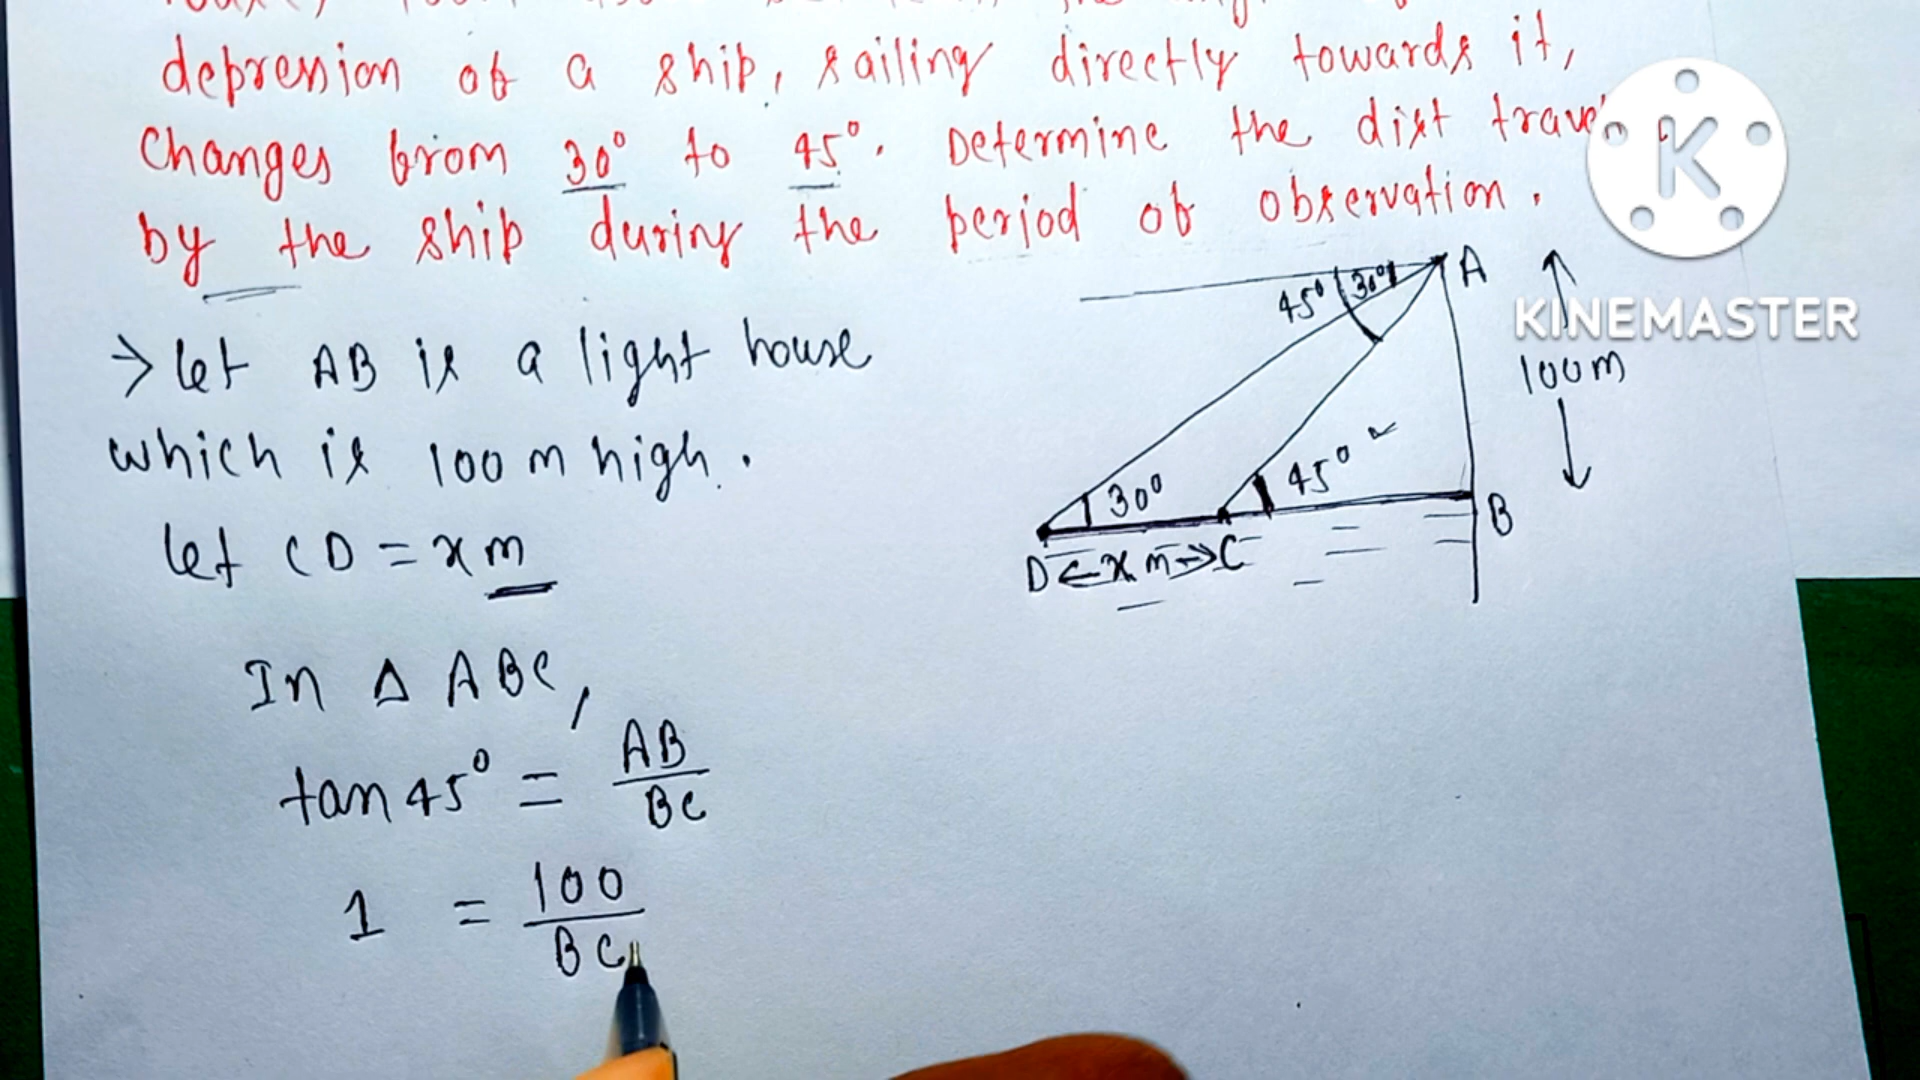 depression of a ship, sailing directly towards it,
Changes from 30° to 45°. Determine the dist
by the ship during the period of observation.
→ let AB is a light house
which is 100 m high.
let CD = x m
In Δ ABC,
tan 45° = AB / BC
1 = 100 / BC
45° 30° A
100m
30° 45° B
D ← x m → C
K
KINEMASTER